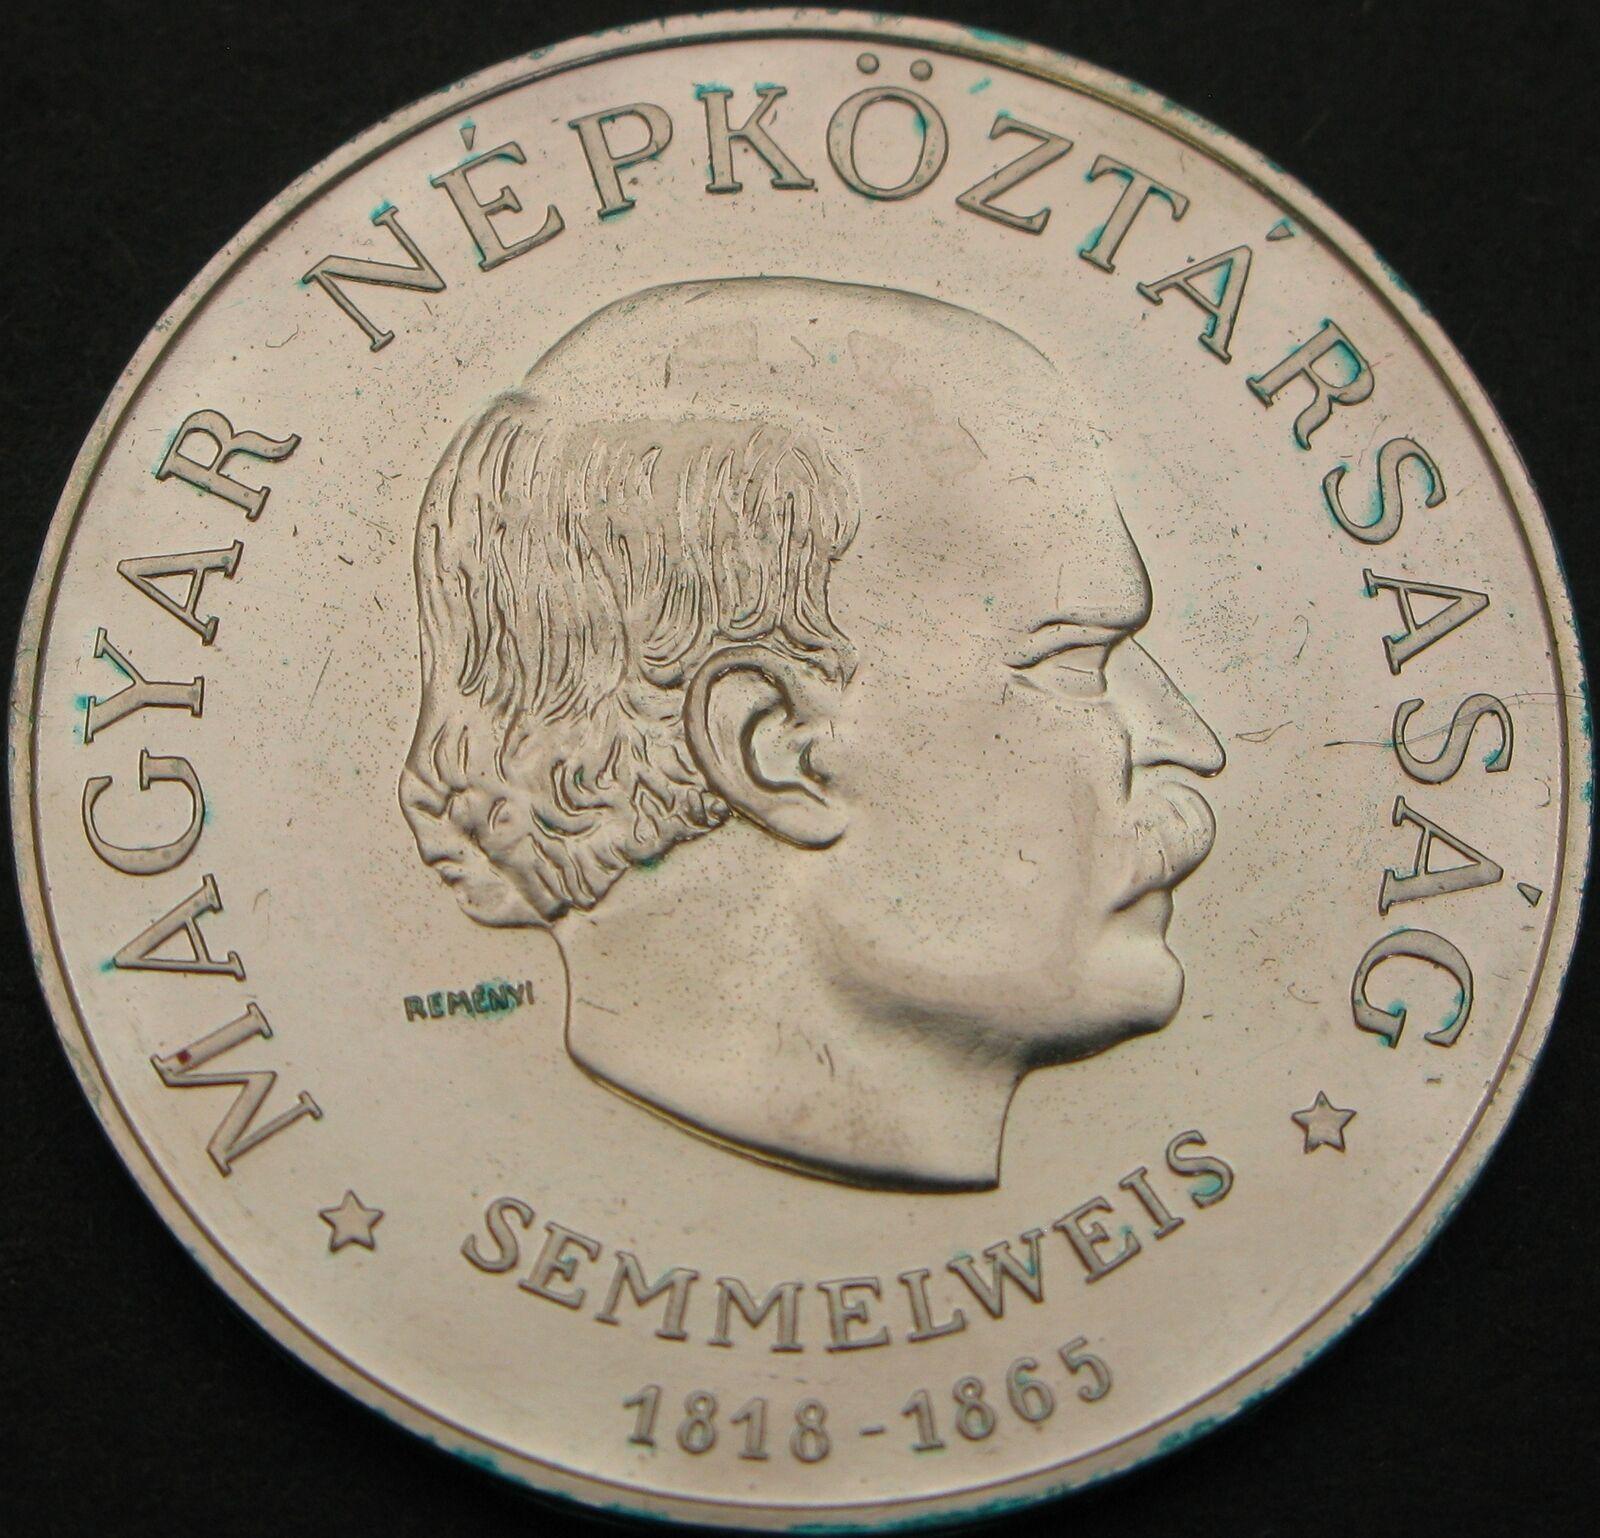 MAGYAR NÉPKÖZTÁRSASÁG
REMÉNYI
SEMMELWEIS
1818-1865